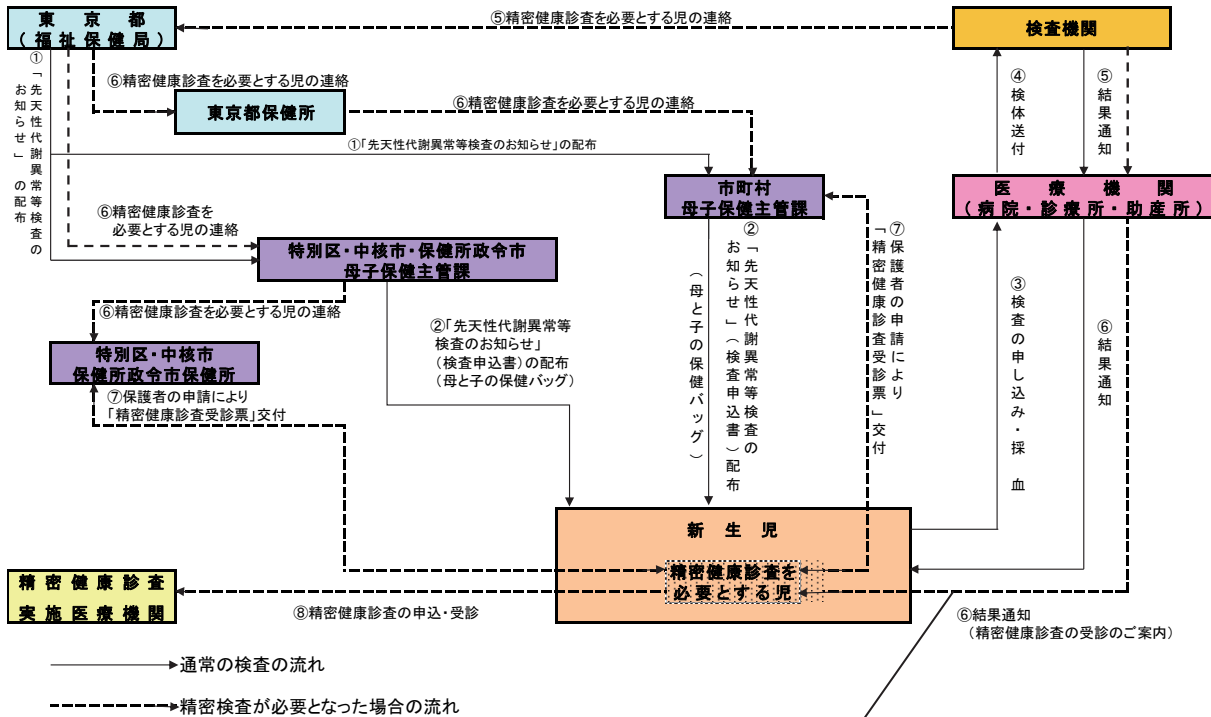 東京都
(福祉保健局)
⑤精密健康診査を必要とする児の連絡
検査機関
①「先天性代謝異常等検査の
お知らせ」の配布
⑥精密健康診査を必要とする児の連絡
東京都保健所
⑥精密健康診査を必要とする児の連絡
④検体送付
⑤結果通知
①「先天性代謝異常等検査のお知らせ」の配布
市町村
母子保健主管課
医療機関
(病院・診療所・助産所)
⑥精密健康診査を
必要とする児の連絡
特別区・中核市・保健所政令市
母子保健主管課
⑥精密健康診査を必要とする児の連絡
特別区・中核市
保健所政令市保健所
②「先天性代謝異常等
検査のお知らせ」
(検査申込書)の配布
(母と子の保健バッグ)
②「先天性代謝異常等検査の
お知らせ」(検査申込書)配布
(母と子の保健バッグ)
⑦保護者の申請により
「精密健康診査受診票」交付
③検査の申し込み・採 血
⑥結果通知
⑦保護者の申請により
「精密健康診査受診票」交付
新生児
精密健康診査を
必要とする児
精密健康診査
実施医療機関
⑧精密健康診査の申込・受診
⑥結果通知
(精密健康診査の受診のご案内)
通常の検査の流れ
精密検査が必要となった場合の流れ